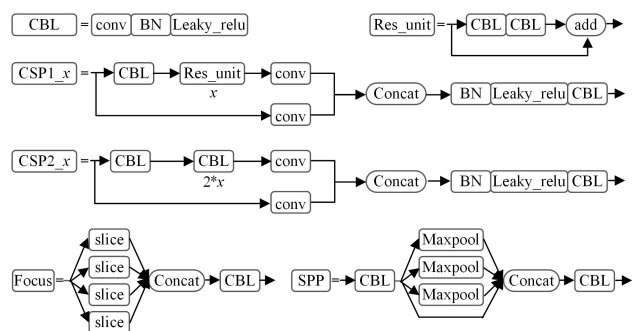 CBL = conv BN Leaky_relu
Res_unit = CBL CBL add
CSP1_x = CBL Res_unit conv
x
conv
Concat BN Leaky_relu CBL
CSP2_x = CBL CBL conv
2*x
conv
Concat BN Leaky_relu CBL
Focus = slice
slice
slice
slice
Concat CBL
SPP = CBL Maxpool
Maxpool
Maxpool
Concat CBL